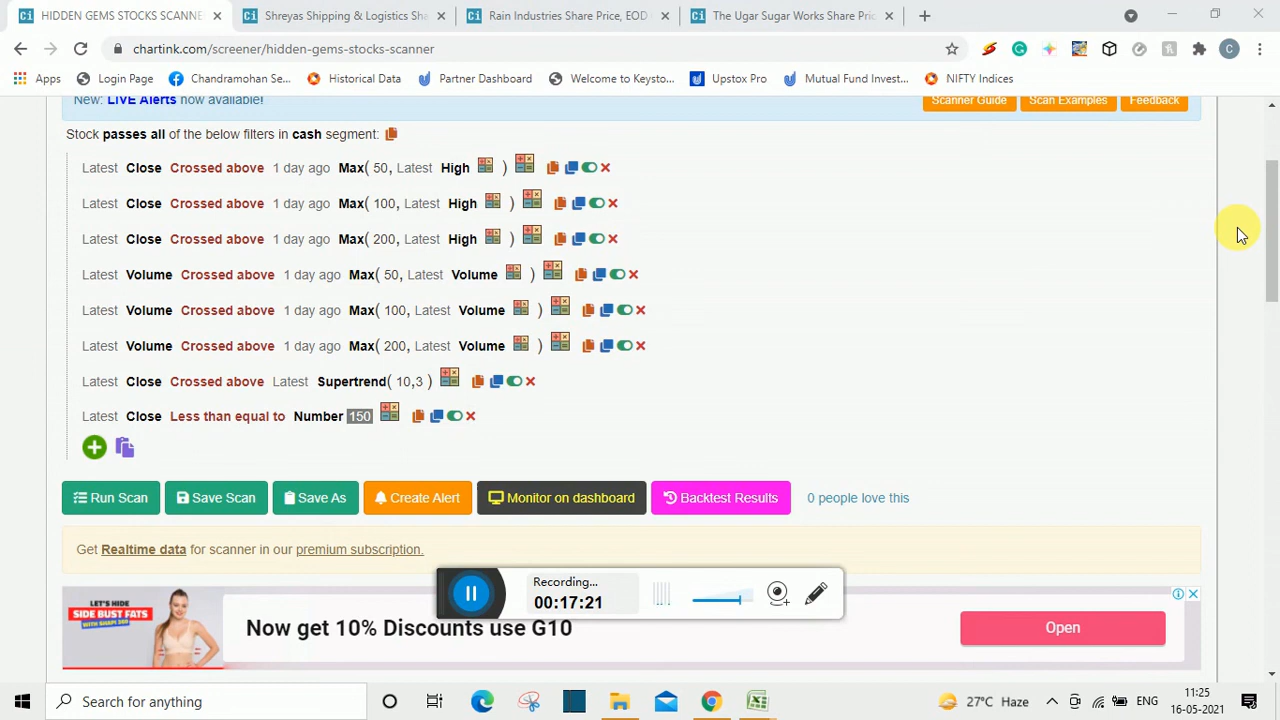 HIDDEN GEMS STOCKS SCANNE
Shreyas Shipping & Logistics Sha
Rain Industries Share Price, EOD
The Ugar Sugar Works Share Pric
chartink.com/screener/hidden-gems-stocks-scanner
C
Apps
Login Page
Chandramohan Se...
Historical Data
Partner Dashboard
Welcome to Keysto...
Upstox Pro
Mutual Fund Invest...
NIFTY Indices
New: LIVE Alerts now available!
Scanner Guide
Scan Examples
Feedback
Stock passes all of the below filters in cash segment:
Latest Close Crossed above 1 day ago Max( 50, Latest High )
Latest Close Crossed above 1 day ago Max( 100, Latest High )
Latest Close Crossed above 1 day ago Max( 200, Latest High )
Latest Volume Crossed above 1 day ago Max( 50, Latest Volume )
Latest Volume Crossed above 1 day ago Max( 100, Latest Volume )
Latest Volume Crossed above 1 day ago Max( 200, Latest Volume )
Latest Close Crossed above Latest Supertrend( 10,3 )
Latest Close Less than equal to Number 150
Run Scan
Save Scan
Save As
Create Alert
Monitor on dashboard
Backtest Results
0 people love this
Get Realtime data for scanner in our premium subscription.
Recording...
00:17:21
LET'S HIDE
SIDE BUST FATS
Now get 10% Discounts use G10
Open
Search for anything
27°C Haze
ENG
11:25
16-05-2021